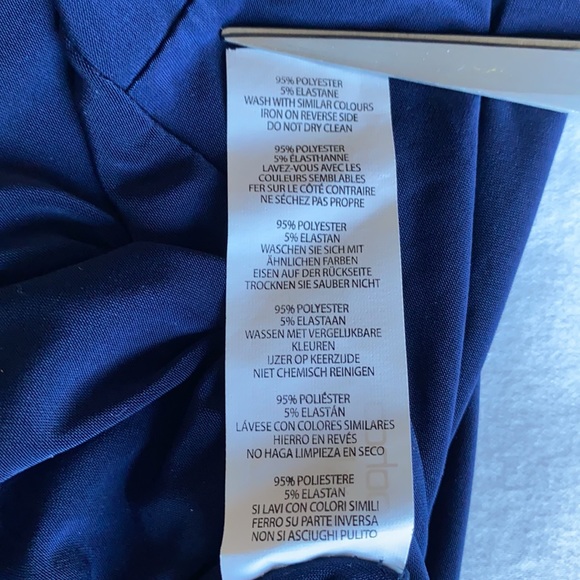 95% POLYESTER
5% ELASTANE
WASH WITH SIMILAR COLOURS
IRON ON REVERSE SIDE
DO NOT DRY CLEAN
95% POLYESTER
5% ÉLASTHANNE
LAVEZ-VOUS AVEC LES
COULEURS SEMBLABLES
FER SUR LE CÔTÉ CONTRAIRE
NE SÉCHEZ PAS PROPRE
95% POLYESTER
5% ELASTAN
WASCHEN SIE SICH MIT
ÄHNLICHEN FARBEN
EISEN AUF DER RÜCKSEITE
TROCKNEN SIE SAUBER NICHT
95% POLYESTER
5% ELASTAAN
WASSEN MET VERGELIJKBARE
KLEUREN
IJZER OP KEERZIJDE
NIET CHEMISCH REINIGEN
95% POLIÉSTER
5% ELASTÁN
LÁVESE CON COLORES SIMILARES
HIERRO EN REVÉS
NO HAGA LIMPIEZA EN SECO
95% POLIESTERE
5% ELASTAN
SI LAVI CON COLORI SIMILI
FERRO SU PARTE INVERSA
NON SI ASCIUGHI PULITO